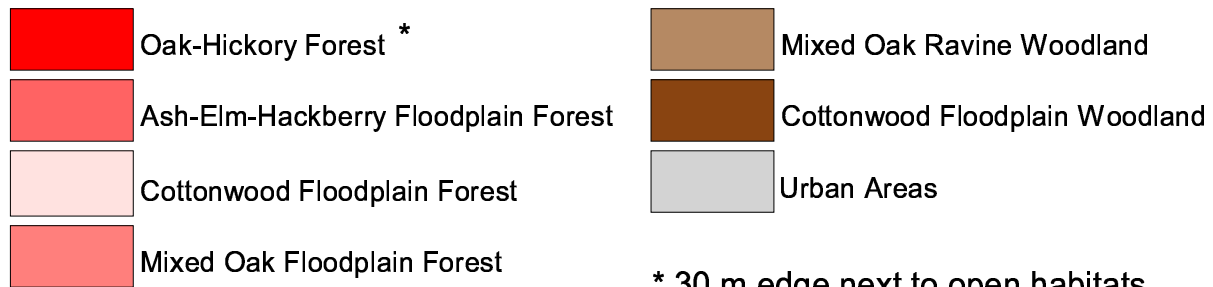 Oak-Hickory Forest *
Ash-Elm-Hackberry Floodplain Forest
Cottonwood Floodplain Forest
Mixed Oak Floodplain Forest
Mixed Oak Ravine Woodland
Cottonwood Floodplain Woodland
Urban Areas
* 30 m edge next to open habitats